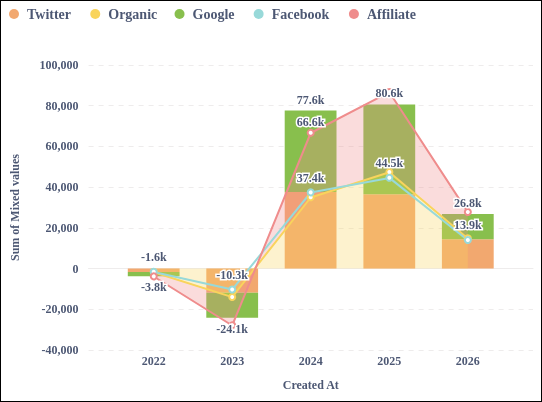 Twitter Organic Google Facebook Affiliate
100,000
80,000
60,000
40,000
20,000
0
-20,000
-40,000
Sum of Mixed values
77.6k
80.6k
66.6k
44.5k
37.4k
26.8k
13.9k
-1.6k
-3.8k
-10.3k
-24.1k
2022 2023 2024 2025 2026
Created At